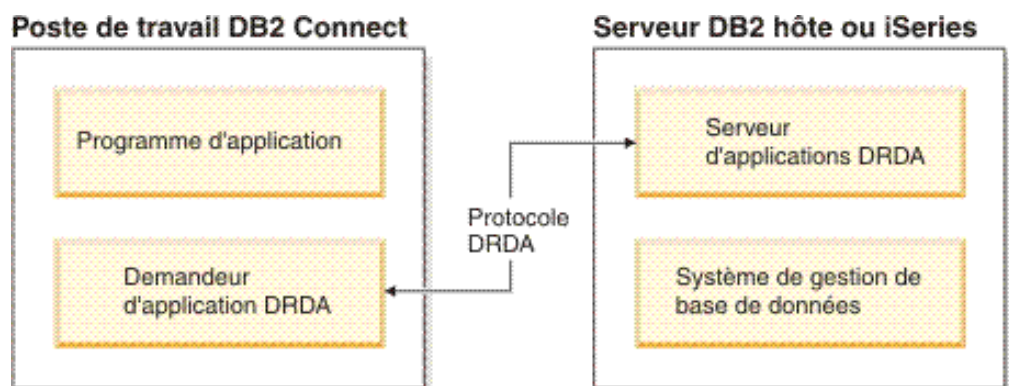 Poste de travail DB2 Connect
Programme d'application
Demandeur
d'application DRDA
Protocole
DRDA
Serveur DB2 hôte ou iSeries
Serveur
d'applications DRDA
Système de gestion de
base de données